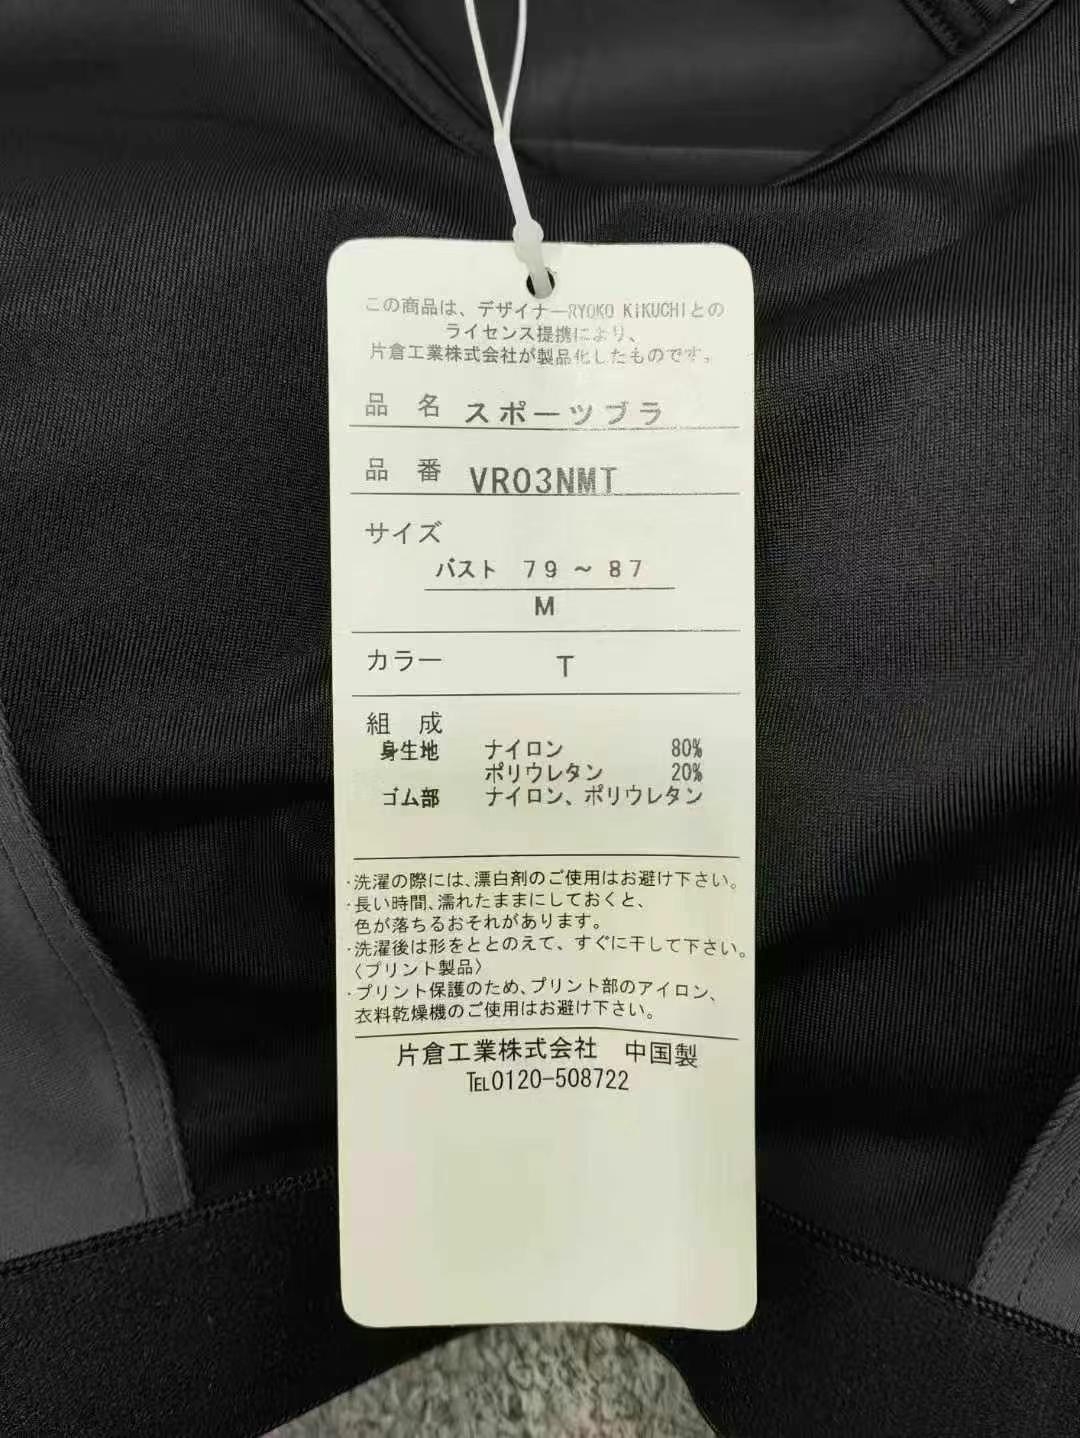 この商品は、デザイナーRYOKO KiKUCHIとの
ライセンス提携により、
片倉工業株式会社が製品化したものです。
品 名 スポーツブラ
品 番 VR03NMT
サイズ
バスト 79 ~ 87
M
カラー T
組 成
身生地 ナイロン 80%
ポリウレタン 20%
ゴム部 ナイロン、ポリウレタン
・洗濯の際には、漂白剤のご使用はお避け下さい。
・長い時間、濡れたままにしておくと、
色が落ちるおそれがあります。
・洗濯後は形をととのえて、すぐに干して下さい。
〈プリント製品〉
・プリント保護のため、プリント部のアイロン、
衣料乾燥機のご使用はお避け下さい。
片倉工業株式会社 中国製
℡0120-508722